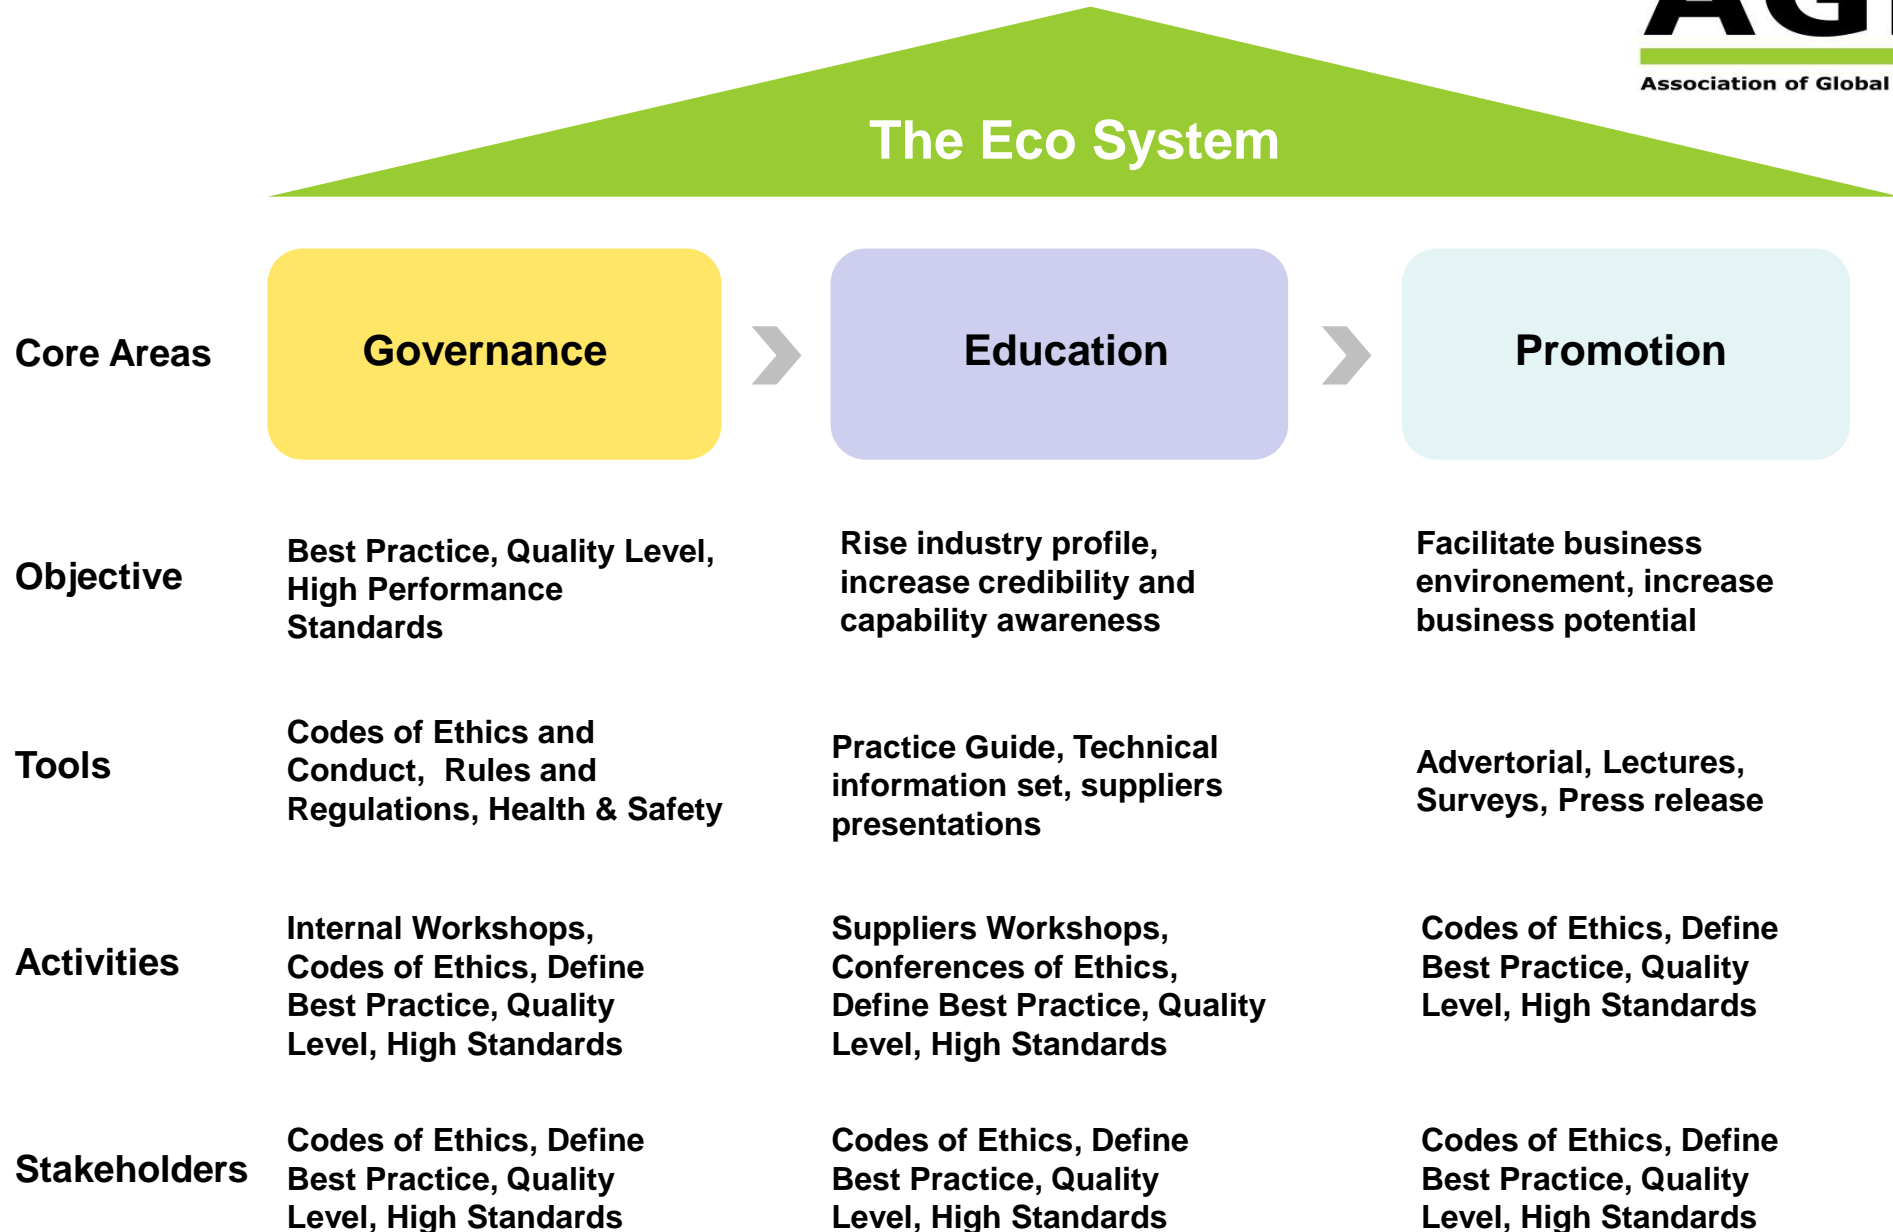 Association of Global
The Eco System
Core Areas
Governance
Education
Promotion
Objective
Best Practice, Quality Level,
High Performance
Standards
Rise industry profile,
increase credibility and
capability awareness
Facilitate business
environement, increase
business potential
Tools
Codes of Ethics and
Conduct, Rules and
Regulations, Health & Safety
Practice Guide, Technical
information set, suppliers
presentations
Advertorial, Lectures,
Surveys, Press release
Activities
Internal Workshops,
Codes of Ethics, Define
Best Practice, Quality
Level, High Standards
Suppliers Workshops,
Conferences of Ethics,
Define Best Practice, Quality
Level, High Standards
Codes of Ethics, Define
Best Practice, Quality
Level, High Standards
Stakeholders
Codes of Ethics, Define
Best Practice, Quality
Level, High Standards
Codes of Ethics, Define
Best Practice, Quality
Level, High Standards
Codes of Ethics, Define
Best Practice, Quality
Level, High Standards